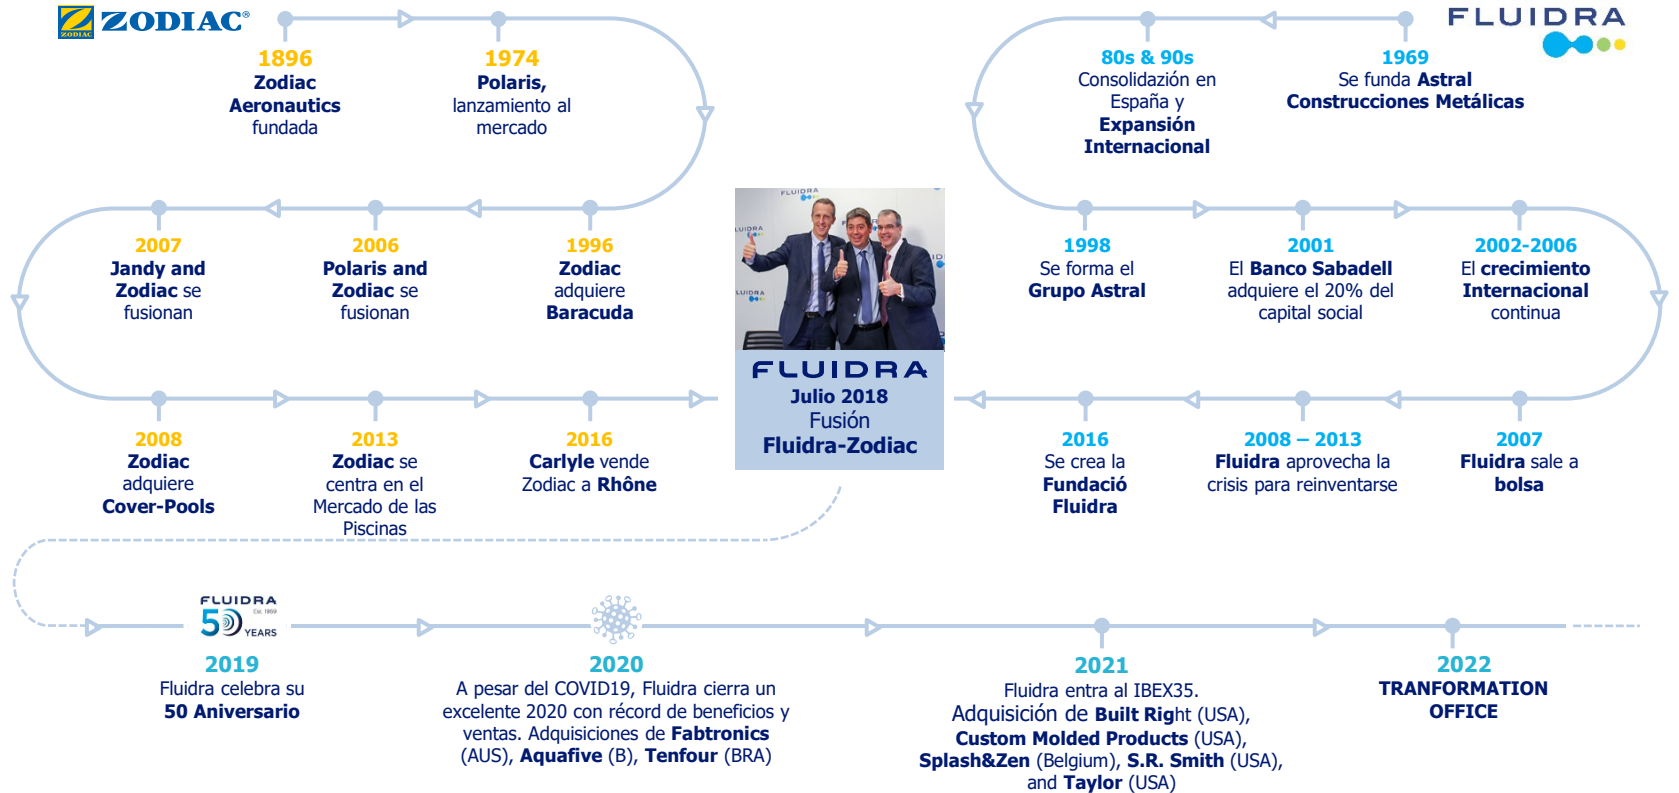 ZODIAC
ZODIAC®
1896
Zodiac
Aeronautics
fundada
1974
Polaris,
lanzamiento al
mercado
1996
Zodiac
adquiere
Baracuda
2006
Polaris and
Zodiac se
fusionan
2007
Jandy and
Zodiac se
fusionan
2008
Zodiac
adquiere
Cover-Pools
2013
Zodiac se
centra en el
Mercado de las
Piscinas
2016
Carlyle vende
Zodiac a Rhône
FLUIDRA
1969
Se funda Astral
Construcciones Metálicas
80s & 90s
Consolidazión en
España y
Expansión
Internacional
1998
Se forma el
Grupo Astral
2001
El Banco Sabadell
adquiere el 20% del
capital social
2002-2006
El crecimiento
Internacional
continua
2007
Fluidra sale a
bolsa
2008 – 2013
Fluidra aprovecha la
crisis para reinventarse
2016
Se crea la
Fundació
Fluidra
FLUIDRA
FLUIDRA
Julio 2018
Fusión
Fluidra-Zodiac
FLUIDRA
Est. 1969
50
YEARS
2019
Fluidra celebra su
50 Aniversario
2020
A pesar del COVID19, Fluidra cierra un
excelente 2020 con récord de beneficios y
ventas. Adquisiciones de Fabtronics
(AUS), Aquafive (B), Tenfour (BRA)
2021
Fluidra entra al IBEX35.
Adquisición de Built Right (USA),
Custom Molded Products (USA),
Splash&Zen (Belgium), S.R. Smith (USA),
and Taylor (USA)
2022
TRANFORMATION
OFFICE